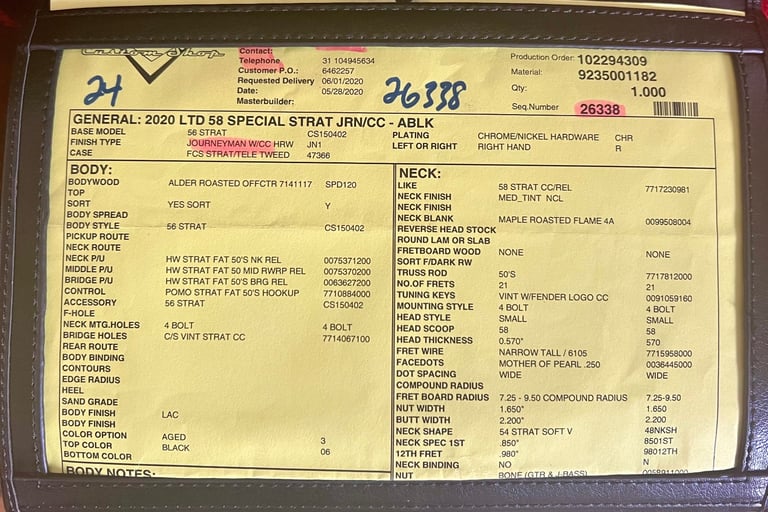 Custom Shop
Contact:
Telephone 31 104945634
Customer P.O.: 6462257
Requested Delivery 06/01/2020
Date: 05/28/2020
Masterbuilder:
24
26338
Production Order: 102294309
Material: 9235001182
Qty: 1.000
Seq.Number 26338
GENERAL: 2020 LTD 58 SPECIAL STRAT JRN/CC - ABLK
BASE MODEL 56 STRAT CS150402 PLATING CHROME/NICKEL HARDWARE CHR
FINISH TYPE JOURNEYMAN W/CC HRW JN1 LEFT OR RIGHT RIGHT HAND R
CASE FCS STRAT/TELE TWEED 47366
BODY:
BODYWOOD ALDER ROASTED OFFCTR 7141117 SPD120
TOP
SORT YES SORT Y
BODY SPREAD
BODY STYLE 56 STRAT CS150402
PICKUP ROUTE
NECK ROUTE
NECK P/U HW STRAT FAT 50'S NK REL 0075371200
MIDDLE P/U HW STRAT FAT 50 MID RWRP REL 0075370200
BRIDGE P/U HW STRAT FAT 50'S BRG REL 0063627200
CONTROL POMO STRAT FAT 50'S HOOKUP 7710884000
ACCESSORY 56 STRAT CS150402
F-HOLE
NECK MTG.HOLES 4 BOLT 4 BOLT
BRIDGE HOLES C/S VINT STRAT CC 7714067100
REAR ROUTE
BODY BINDING
CONTOURS
EDGE RADIUS
HEEL
SAND GRADE
BODY FINISH LAC
BODY FINISH
COLOR OPTION AGED 3
TOP COLOR BLACK 06
BOTTOM COLOR
BODY NOTES:
NECK:
LIKE 58 STRAT CC/REL 7717230981
NECK FINISH MED_TINT NCL
NECK FINISH
NECK BLANK MAPLE ROASTED FLAME 4A 0099508004
REVERSE HEAD STOCK
ROUND LAM OR SLAB
FRETBOARD WOOD NONE NONE
SORT F/DARK RW
TRUSS ROD 50'S 7717812000
NO.OF FRETS 21 21
TUNING KEYS VINT W/FENDER LOGO CC 0091059160
MOUNTING STYLE 4 BOLT 4 BOLT
HEAD STYLE SMALL SMALL
HEAD SCOOP 58 58
HEAD THICKNESS 0.570" 570
FRET WIRE NARROW TALL / 6105 7715958000
FACEDOTS MOTHER OF PEARL .250 0036445000
DOT SPACING WIDE WIDE
COMPOUND RADIUS
FRET BOARD RADIUS 7.25 - 9.50 COMPOUND RADIUS 7.25-9.50
NUT WIDTH 1.650" 1.650
BUTT WIDTH 2.200" 2.200
NECK SHAPE 54 STRAT SOFT V 48NKSH
NECK SPEC 1ST .850" 8501ST
12TH FRET .980" 98012TH
NECK BINDING NO N
NUT BONE (GTR & J-BASS) 0058911000